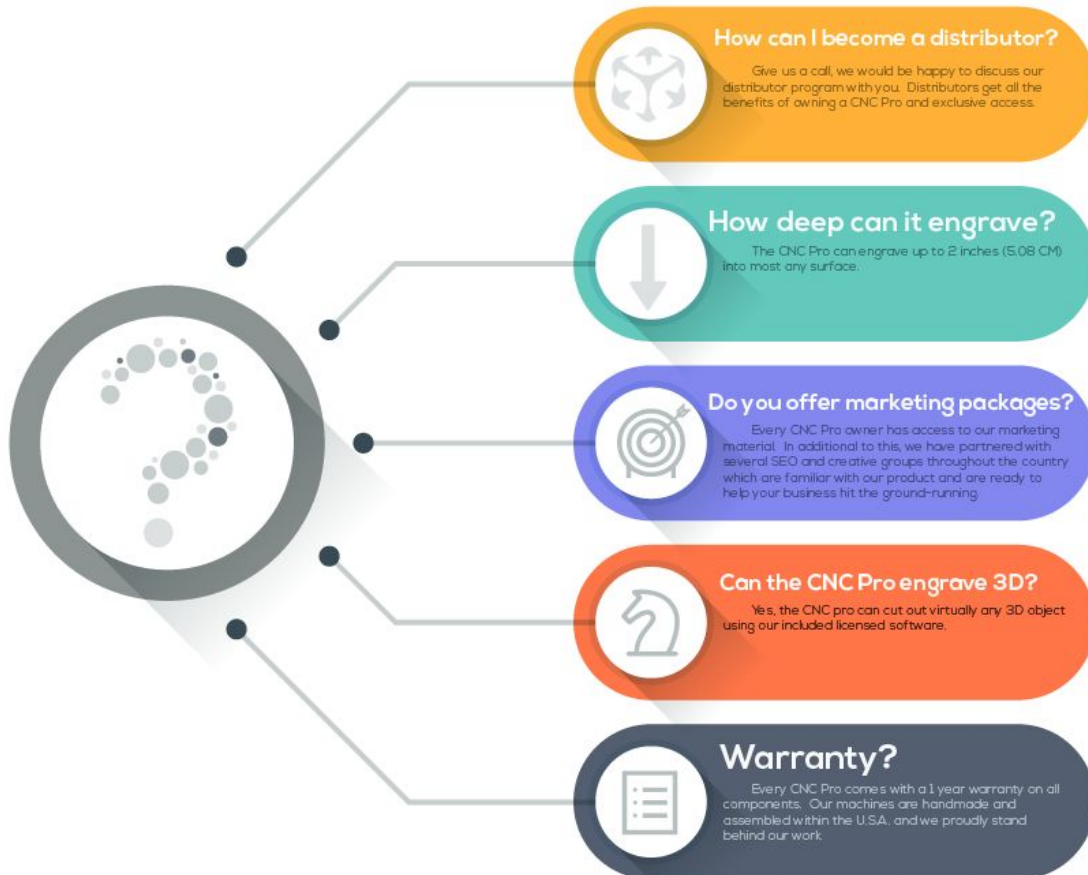 How can I become a distributor?
Give us a call, we would be happy to discuss our
distributor program with you. Distributors get all the
benefits of owning a CNC Pro and exclusive access.
How deep can it engrave?
The CNC Pro can engrave up to 2 inches (5.08 CM)
into most any surface.
Do you offer marketing packages?
Every CNC Pro owner has access to our marketing
material. In additional to this, we have partnered with
several SEO and creative groups throughout the country
which are familiar with our product and are ready to
help your business hit the ground-running.
Can the CNC Pro engrave 3D?
Yes, the CNC pro can cut out virtually any 3D object
using our included licensed software.
Warranty?
Every CNC Pro comes with a 1 year warranty on all
components. Our machines are handmade and
assembled within the U.S.A. and we proudly stand
behind our work.